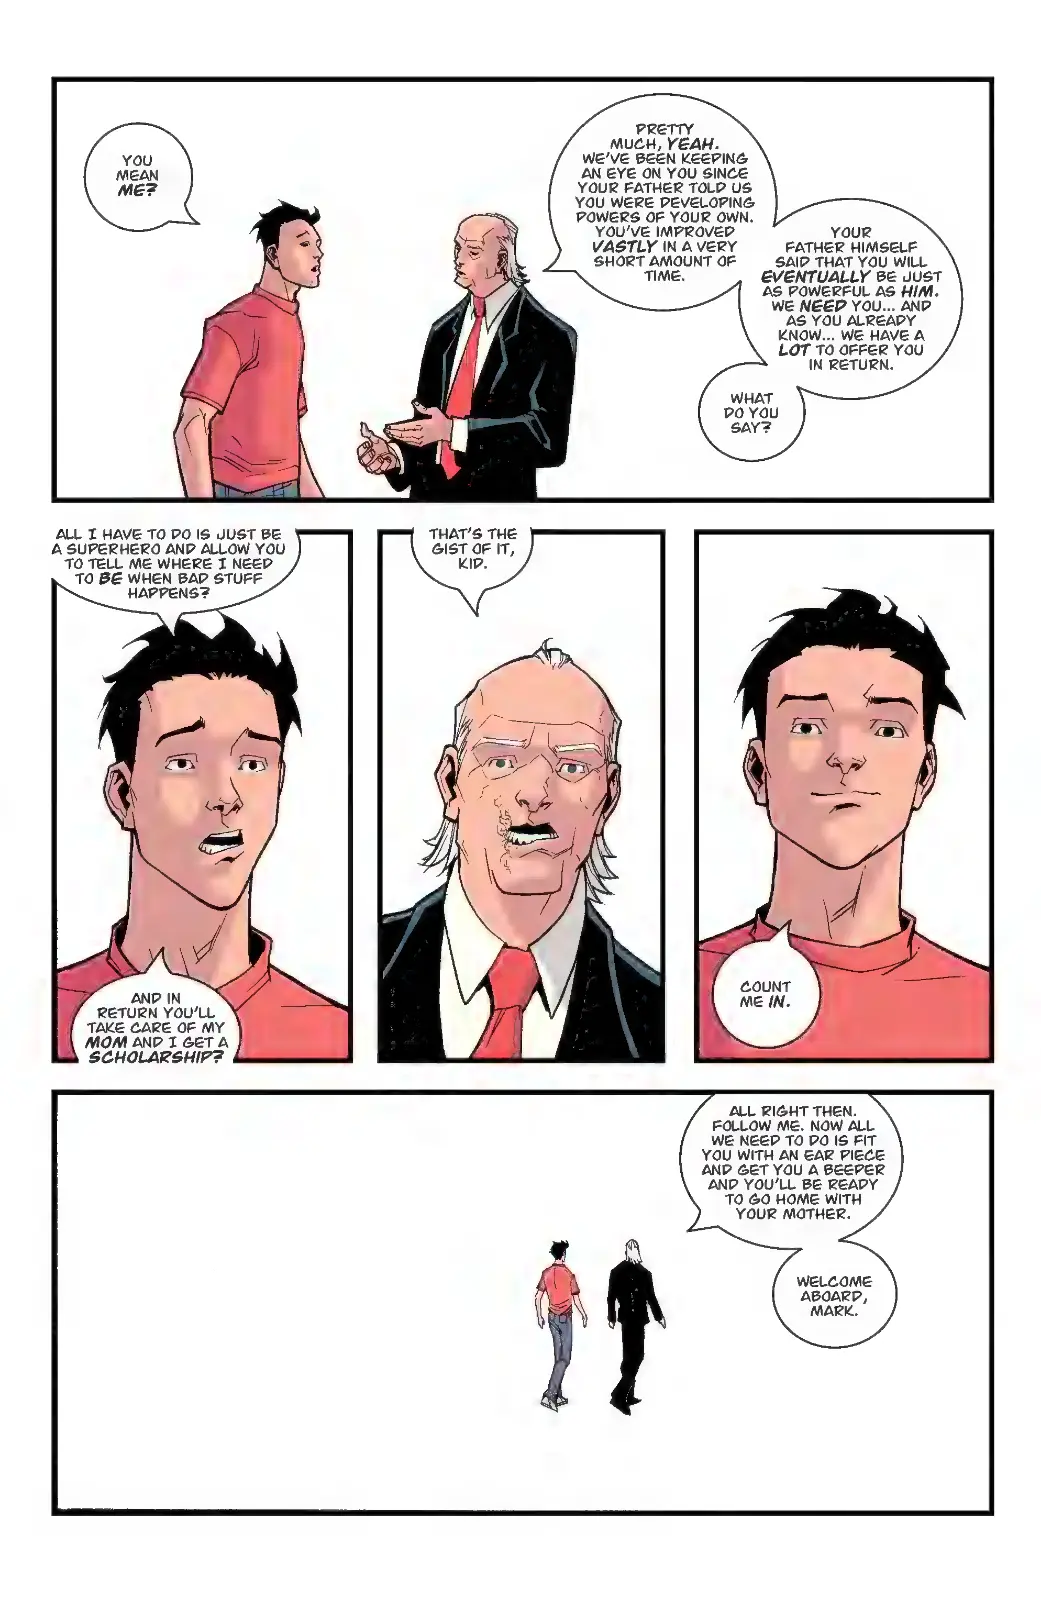 YOU
MEAN
ME?
PRETTY
MUCH, YEAH.
WE'VE BEEN KEEPING
AN EYE ON YOU SINCE
YOUR FATHER TOLD US
YOU WERE DEVELOPING
POWERS OF YOUR OWN.
YOU'VE IMPROVED
VASTLY IN A VERY
SHORT AMOUNT OF
TIME.
YOUR
FATHER HIMSELF
SAID THAT YOU WILL
EVENTUALLY BE JUST
AS POWERFUL AS HIM.
WE NEED YOU... AND
AS YOU ALREADY
KNOW... WE HAVE A
LOT TO OFFER YOU
IN RETURN.
WHAT
DO YOU
SAY?
ALL I HAVE TO DO IS JUST BE
A SUPERHERO AND ALLOW YOU
TO TELL ME WHERE I NEED
TO BE WHEN BAD STUFF
HAPPENS?
AND IN
RETURN YOU'LL
TAKE CARE OF MY
MOM AND I GET A
SCHOLARSHIP?
THAT'S THE
GIST OF IT,
KID.
COUNT
ME IN.
ALL RIGHT THEN.
FOLLOW ME. NOW ALL
WE NEED TO DO IS FIT
YOU WITH AN EAR PIECE
AND GET YOU A BEEPER
AND YOU'LL BE READY
TO GO HOME WITH
YOUR MOTHER.
WELCOME
ABOARD,
MARK.